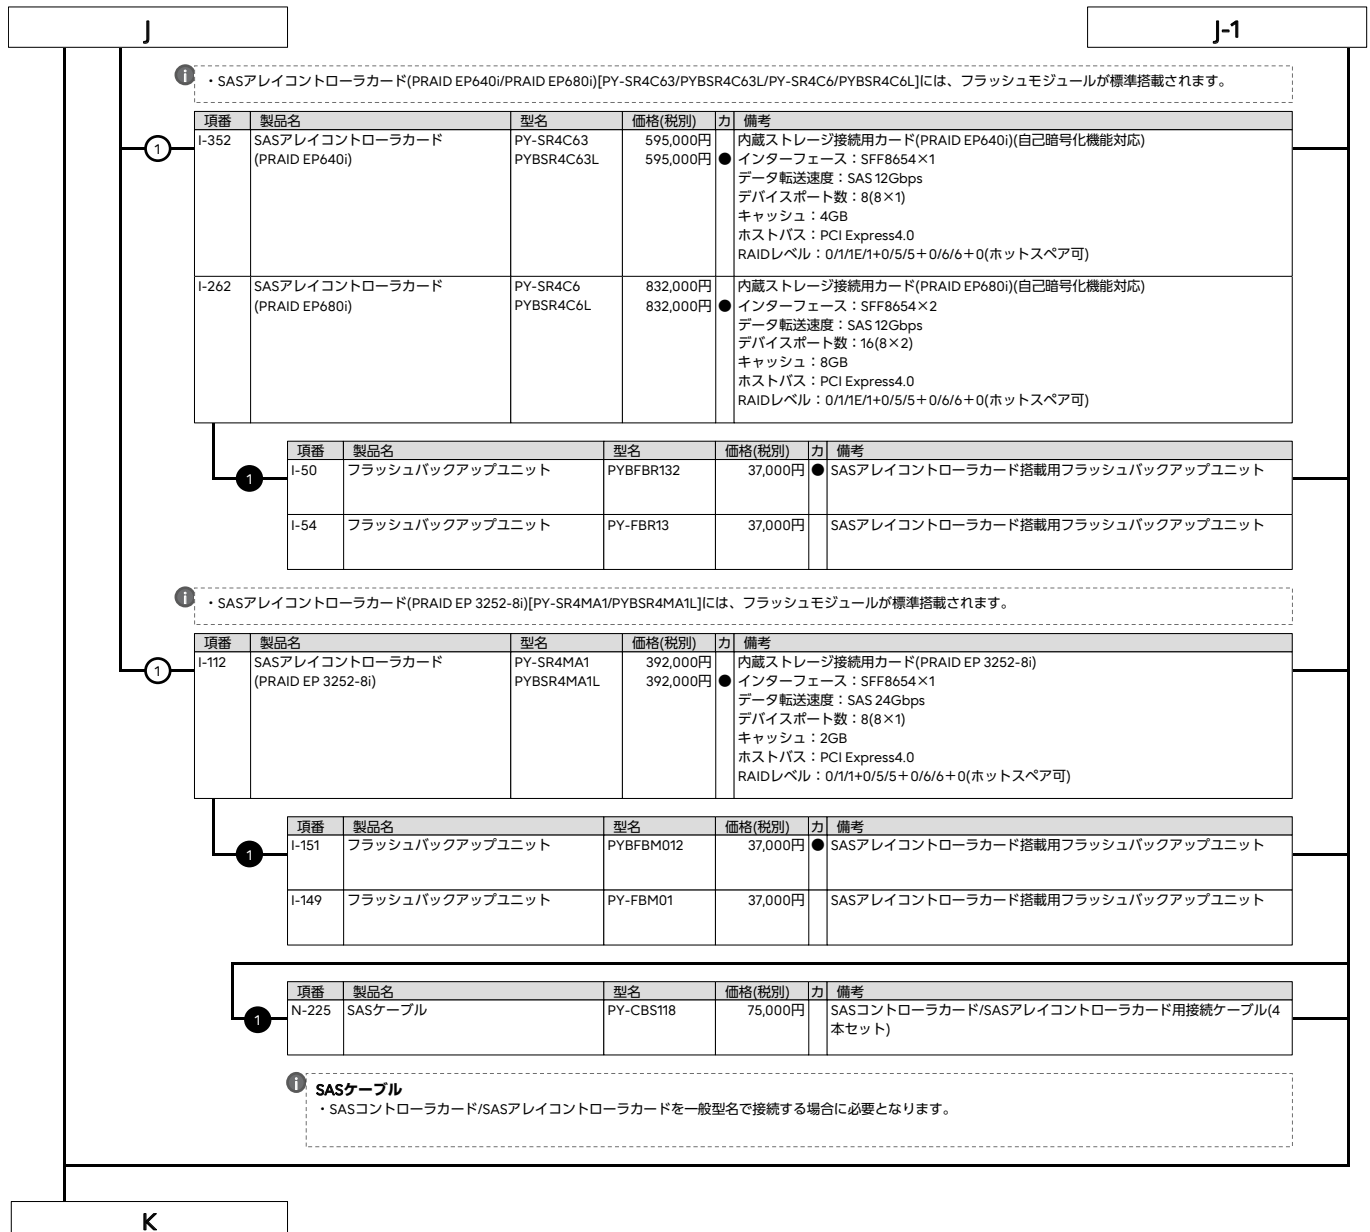 J
J-1
・SASアレイコントローラカード(PRAID EP640i/PRAID EP680i)[PY-SR4C63/PYBSR4C63L/PY-SR4C6/PYBSR4C6L]には、フラッシュモジュールが標準搭載されます。
項番 製品名 型名 価格(税別) カ 備考
I-352 SASアレイコントローラカード PY-SR4C63 595,000円 内蔵ストレージ接続用カード(PRAID EP640i)(自己暗号化機能対応)
(PRAID EP640i) PYBSR4C63L 595,000円 ● インターフェース：SFF8654×1
データ転送速度：SAS 12Gbps
デバイスポート数：8(8×1)
キャッシュ：4GB
ホストバス：PCI Express4.0
RAIDレベル：0/1/1E/1+0/5/5＋0/6/6＋0(ホットスペア可)
1
I-262 SASアレイコントローラカード PY-SR4C6 832,000円 内蔵ストレージ接続用カード(PRAID EP680i)(自己暗号化機能対応)
(PRAID EP680i) PYBSR4C6L 832,000円 ● インターフェース：SFF8654×2
データ転送速度：SAS 12Gbps
デバイスポート数：16(8×2)
キャッシュ：8GB
ホストバス：PCI Express4.0
RAIDレベル：0/1/1E/1+0/5/5＋0/6/6＋0(ホットスペア可)
項番 製品名 型名 価格(税別) カ 備考
1 I-50 フラッシュバックアップユニット PYBFBR132 37,000円 ● SASアレイコントローラカード搭載用フラッシュバックアップユニット
I-54 フラッシュバックアップユニット PY-FBR13 37,000円 SASアレイコントローラカード搭載用フラッシュバックアップユニット
・SASアレイコントローラカード(PRAID EP 3252-8i)[PY-SR4MA1/PYBSR4MA1L]には、フラッシュモジュールが標準搭載されます。
項番 製品名 型名 価格(税別) カ 備考
1 I-112 SASアレイコントローラカード PY-SR4MA1 392,000円 内蔵ストレージ接続用カード(PRAID EP 3252-8i)
(PRAID EP 3252-8i) PYBSR4MA1L 392,000円 ● インターフェース：SFF8654×1
データ転送速度：SAS 24Gbps
デバイスポート数：8(8×1)
キャッシュ：2GB
ホストバス：PCI Express4.0
RAIDレベル：0/1/1+0/5/5＋0/6/6＋0(ホットスペア可)
項番 製品名 型名 価格(税別) カ 備考
1 I-151 フラッシュバックアップユニット PYBFBM012 37,000円 ● SASアレイコントローラカード搭載用フラッシュバックアップユニット
I-149 フラッシュバックアップユニット PY-FBM01 37,000円 SASアレイコントローラカード搭載用フラッシュバックアップユニット
項番 製品名 型名 価格(税別) カ 備考
1 N-225 SASケーブル PY-CBS118 75,000円 SASコントローラカード/SASアレイコントローラカード用接続ケーブル(4
本セット)
SASケーブル
・SASコントローラカード/SASアレイコントローラカードを一般型名で接続する場合に必要となります。
K